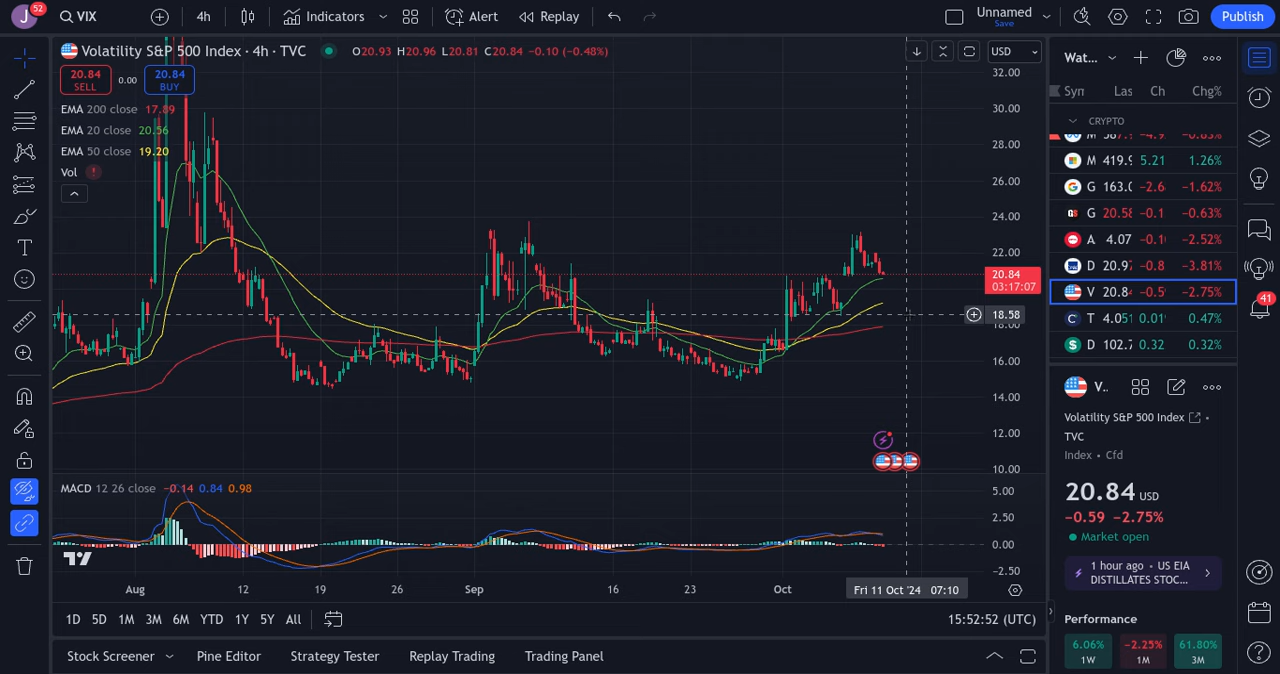 J
52
VIX
4h
Indicators
Alert
Replay
Unnamed
Save
Publish
Volatility S&P 500 Index · 4h · TVC
O20.93 H20.96 L20.81 C20.84 −0.10 (−0.48%)
USD
20.84
SELL
0.00
20.84
BUY
EMA 200 close 17.89
EMA 20 close 20.56
EMA 50 close 19.20
Vol
32.00
30.00
28.00
26.00
24.00
22.00
20.84
03:17:07
18.58
18.00
16.00
14.00
12.00
10.00
MACD 12 26 close −0.14 0.84 0.98
5.00
2.50
0.00
−2.50
Aug
12
19
26
Sep
16
23
Oct
Fri 11 Oct '24 07:10
1D 5D 1M 3M 6M YTD 1Y 5Y All
15:52:52 (UTC)
Stock Screener
Pine Editor
Strategy Tester
Replay Trading
Trading Panel
Wat...
Las Ch Chg%
CRYPTO
M 419.9 5.21 1.26%
G 163.0 −2.6 −1.62%
G 20.58 −0.1 −0.63%
A 4.07 −0.1 −2.52%
D 20.97 −0.8 −3.81%
V 20.84 −0.59 −2.75%
T 4.051 0.019 0.47%
D 102.7 0.32 0.32%
V..
Volatility S&P 500 Index
TVC
Index • Cfd
20.84 USD
−0.59 −2.75%
Market open
1 hour ago • US EIA
DISTILLATES STOC...
Performance
6.06%
1W
−2.25%
1M
61.80%
3M
41